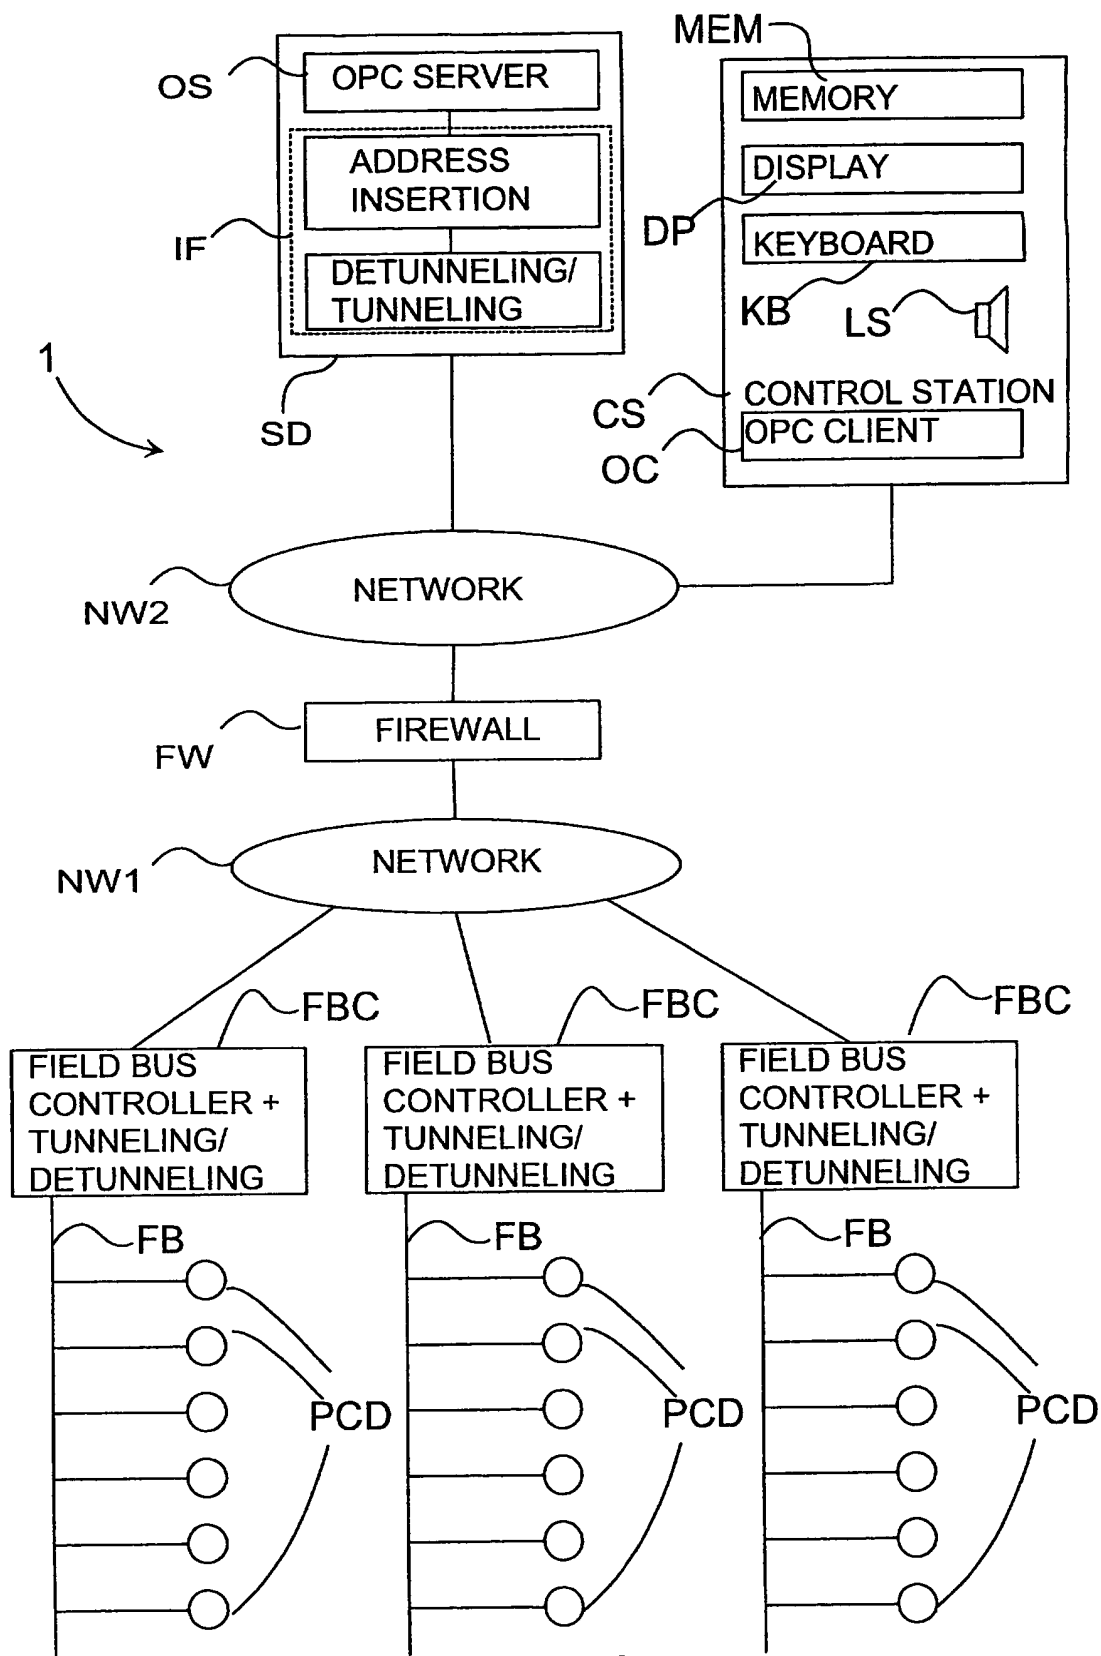 MEM
OS
OPC SERVER
MEMORY
ADDRESS
INSERTION
DISPLAY
IF
DP
KEYBOARD
DETUNNELING/
TUNNELING
KB
LS
1
SD
CS
CONTROL STATION
OPC CLIENT
OC
NETWORK
NW2
FIREWALL
FW
NETWORK
NW1
FBC
FBC
FBC
FIELD BUS
CONTROLLER +
TUNNELING/
DETUNNELING
FIELD BUS
CONTROLLER +
TUNNELING/
DETUNNELING
FIELD BUS
CONTROLLER +
TUNNELING/
DETUNNELING
FB
FB
FB
PCD
PCD
PCD